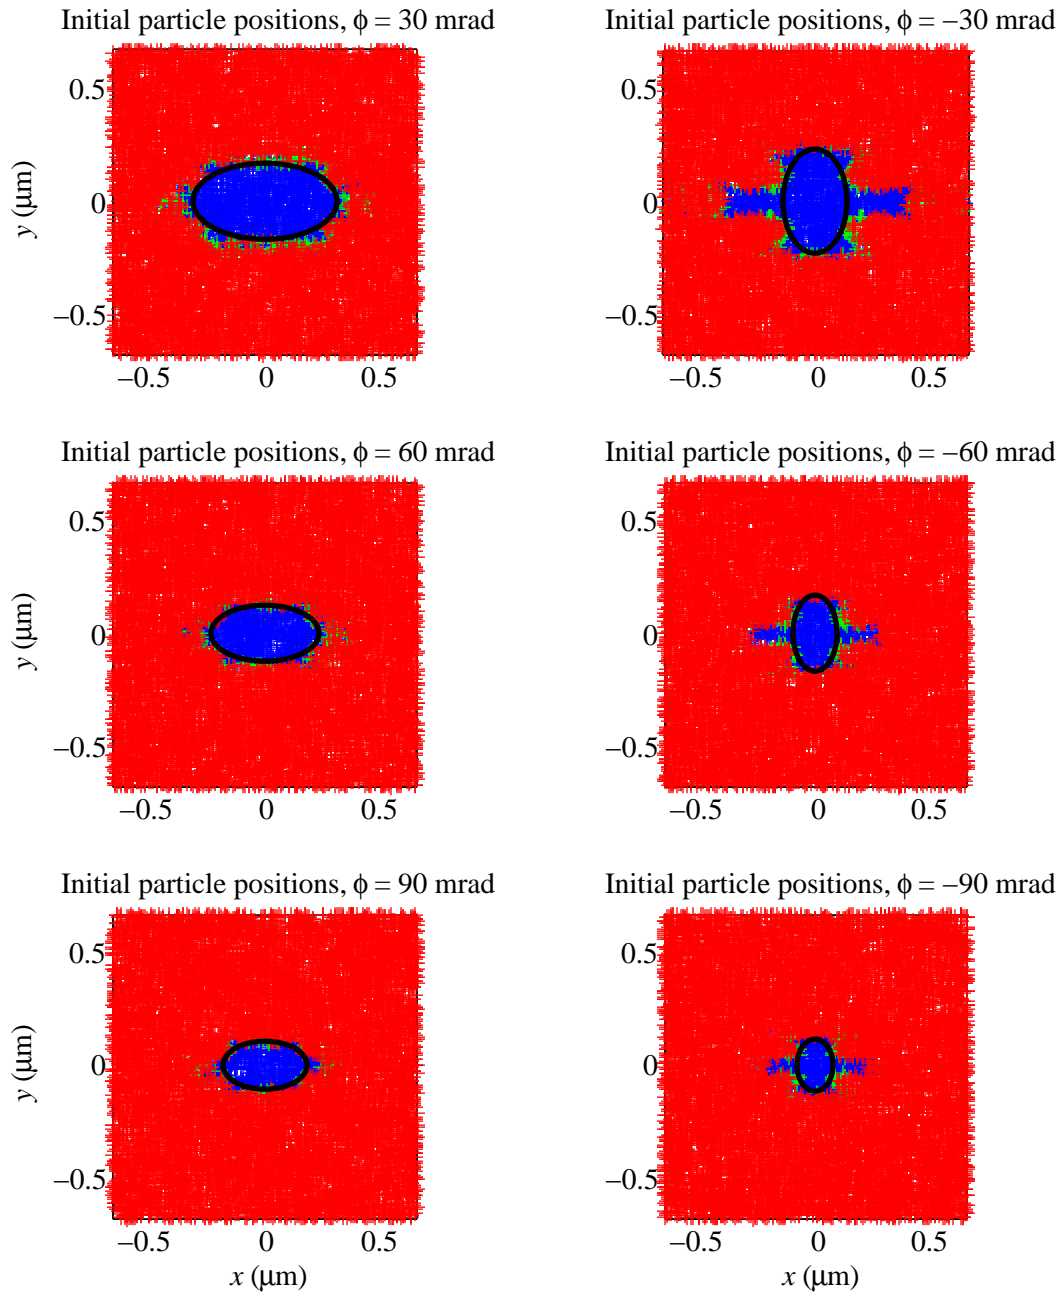 Initial particle positions, ϕ = 30 mrad
Initial particle positions, ϕ = −30 mrad
0.5
0
−0.5
y (μm)
−0.5 0 0.5
0.5
0
−0.5
−0.5 0 0.5
Initial particle positions, ϕ = 60 mrad
Initial particle positions, ϕ = −60 mrad
0.5
0
−0.5
y (μm)
−0.5 0 0.5
0.5
0
−0.5
−0.5 0 0.5
Initial particle positions, ϕ = 90 mrad
Initial particle positions, ϕ = −90 mrad
0.5
0
−0.5
y (μm)
−0.5 0 0.5
x (μm)
0.5
0
−0.5
−0.5 0 0.5
x (μm)